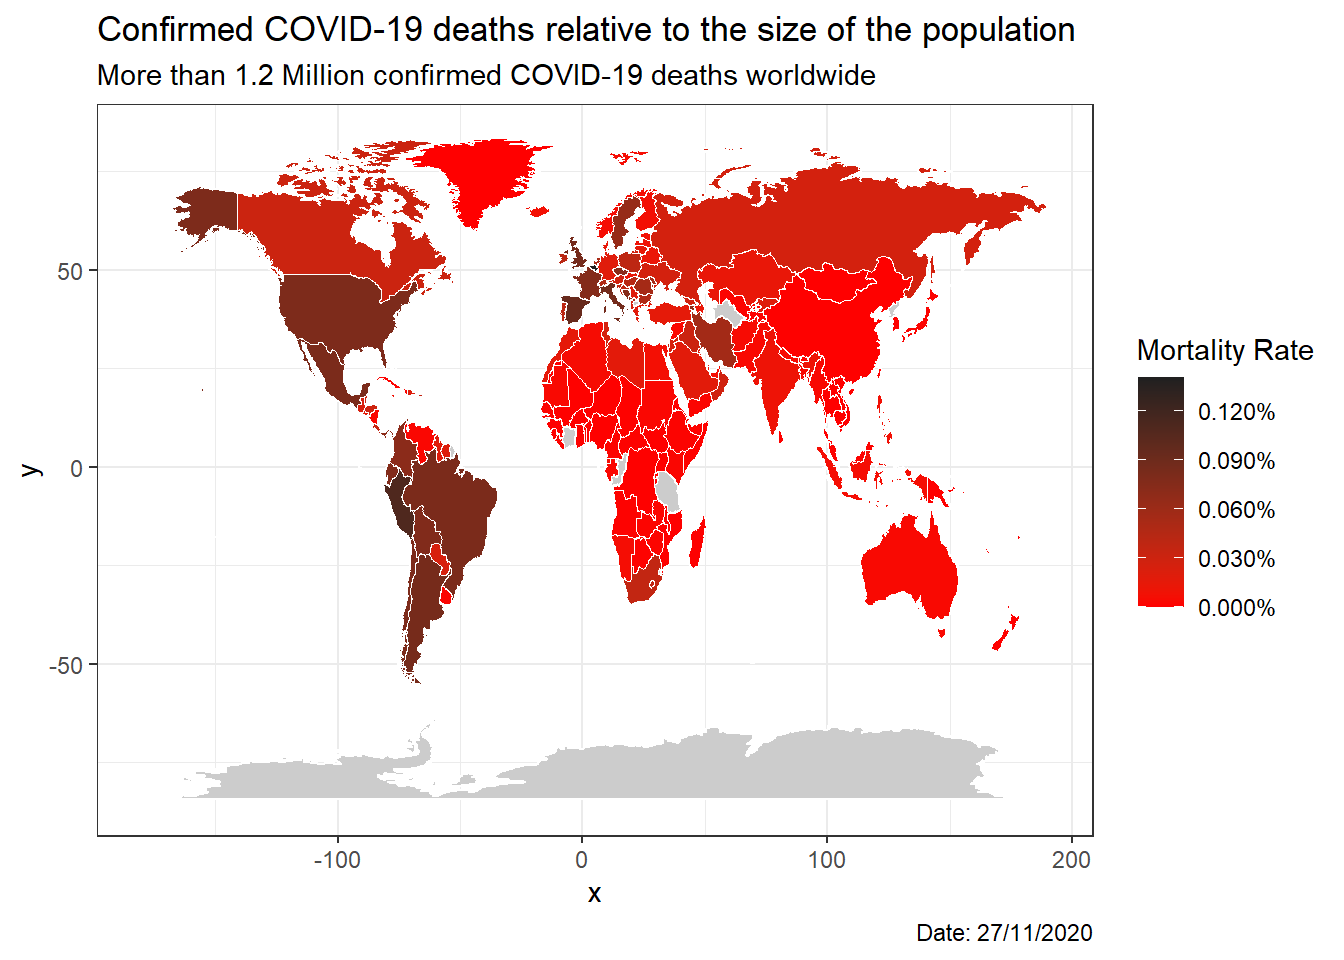 Confirmed COVID-19 deaths relative to the size of the population
More than 1.2 Million confirmed COVID-19 deaths worldwide
50
0
-50
y
-100
0
100
200
x
Mortality Rate
0.120%
0.090%
0.060%
0.030%
0.000%
Date: 27/11/2020